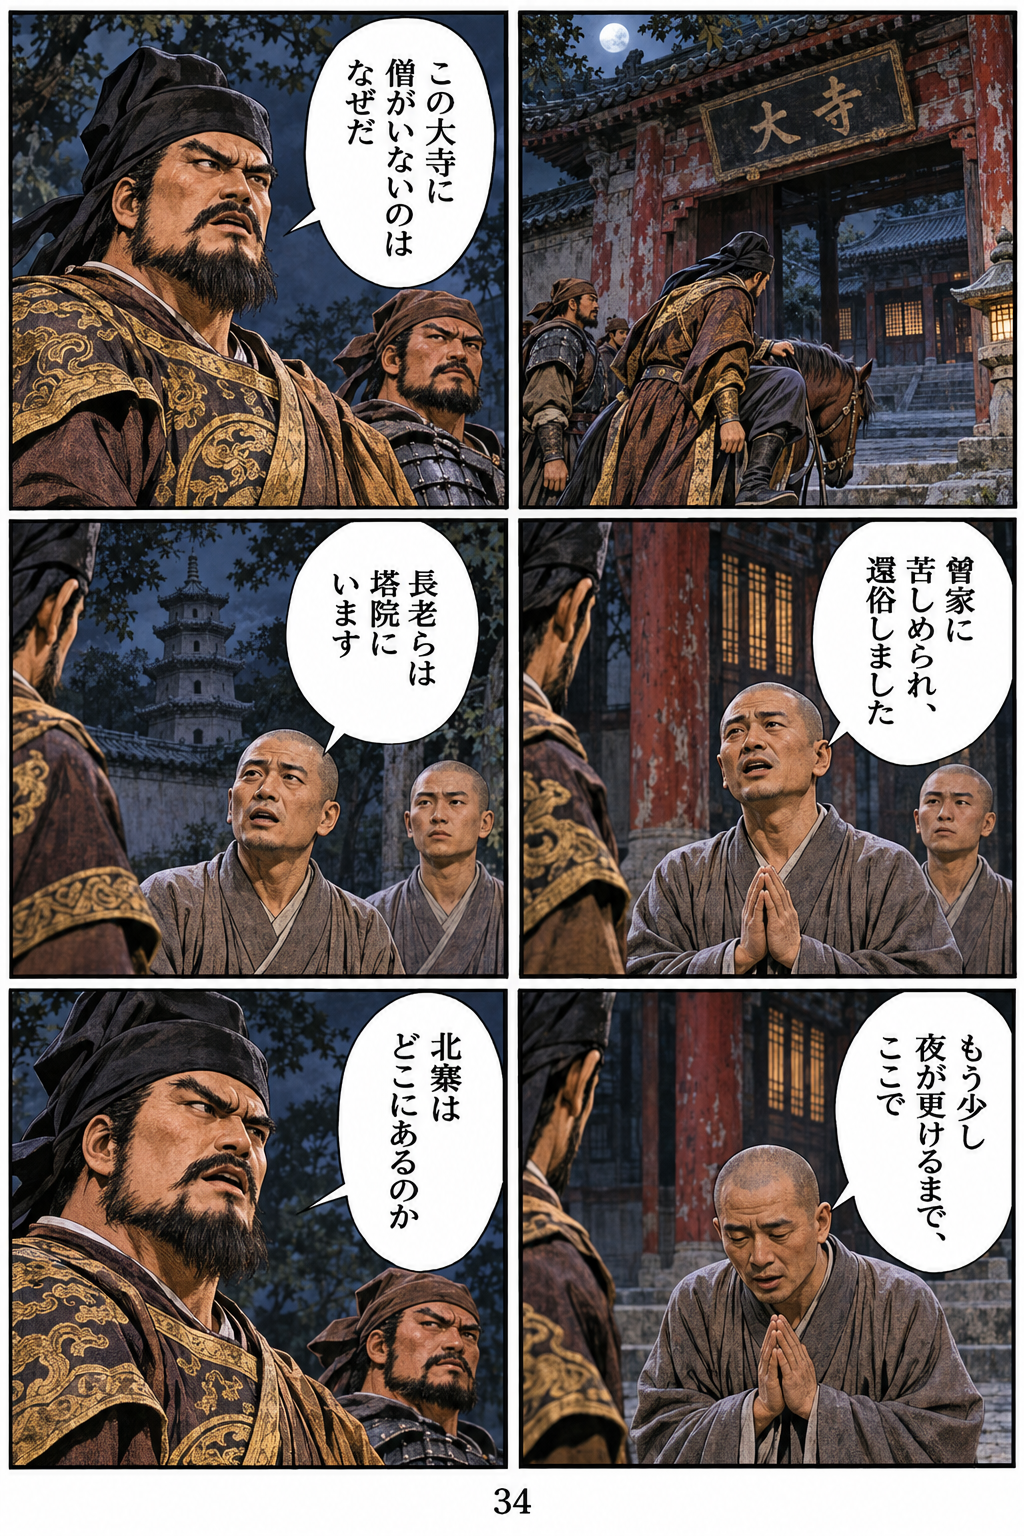 大寺
この大寺に
僧がいないのは
なぜだ
曾家に
苦しめられ、
還俗しました
長老らは
塔院に
います
もう少し
夜が更けるまで、
ここで
北寨は
どこにあるのか
34